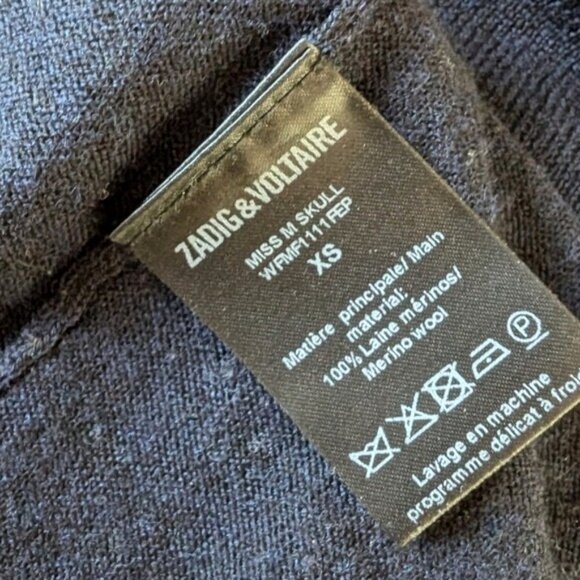 ZADIG & VOLTAIRE
MISS M SKULL
WFMF1111FEP
XS
Matière principale/ Main
material:
100% Laine mérinos/
Merino wool
P
Lavage en machine
programme délicat à froid